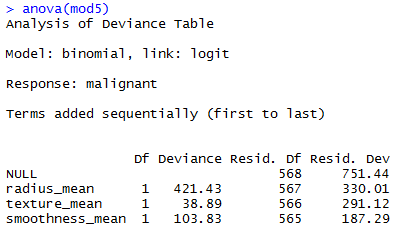 > anova(mod5)
Analysis of Deviance Table

Model: binomial, link: logit

Response: malignant

Terms added sequentially (first to last)


                Df Deviance Resid. Df Resid. Dev
NULL                              568     751.44
radius_mean      1   421.43       567     330.01
texture_mean     1    38.89       566     291.12
smoothness_mean  1   103.83       565     187.29